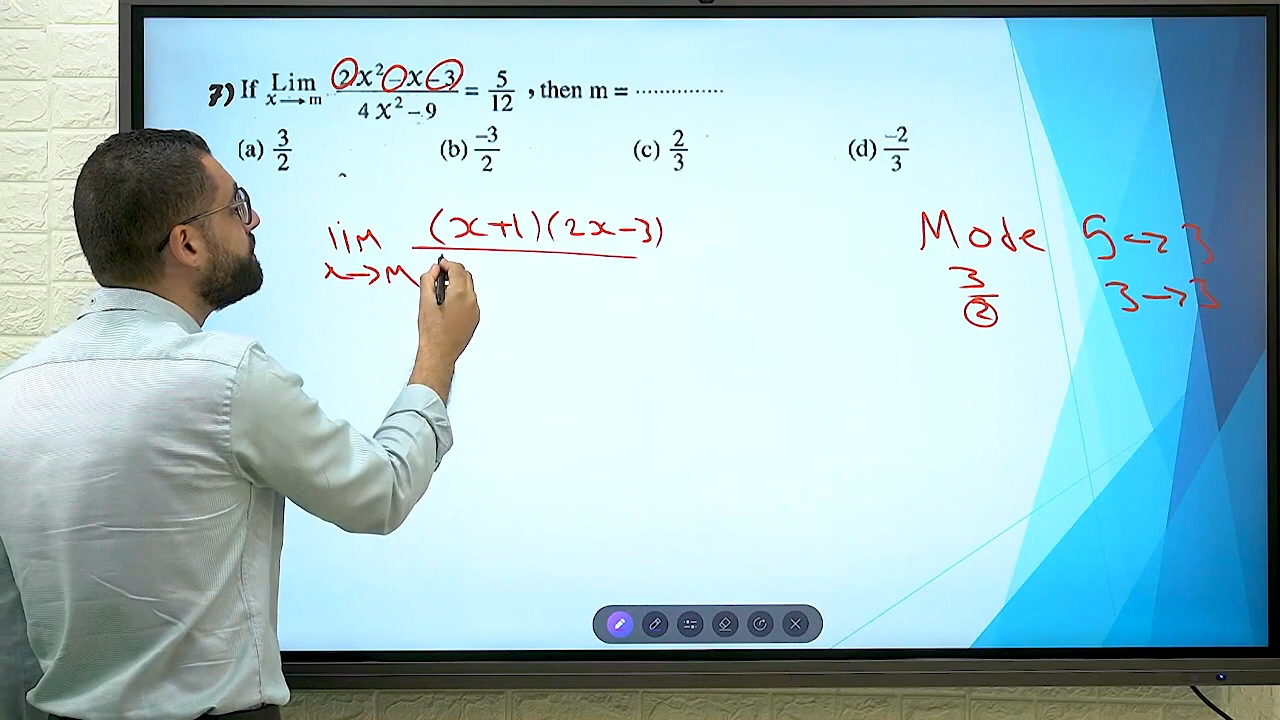 7) If Lim x→m (2x² – x – 3)/(4x² – 9) = 5/12 , then m = ...............
(a) 3/2 (b) –3/2 (c) 2/3 (d) –2/3
lim x→m (x+1)(2x–3)
Mode 5↔3
3/2 3→3